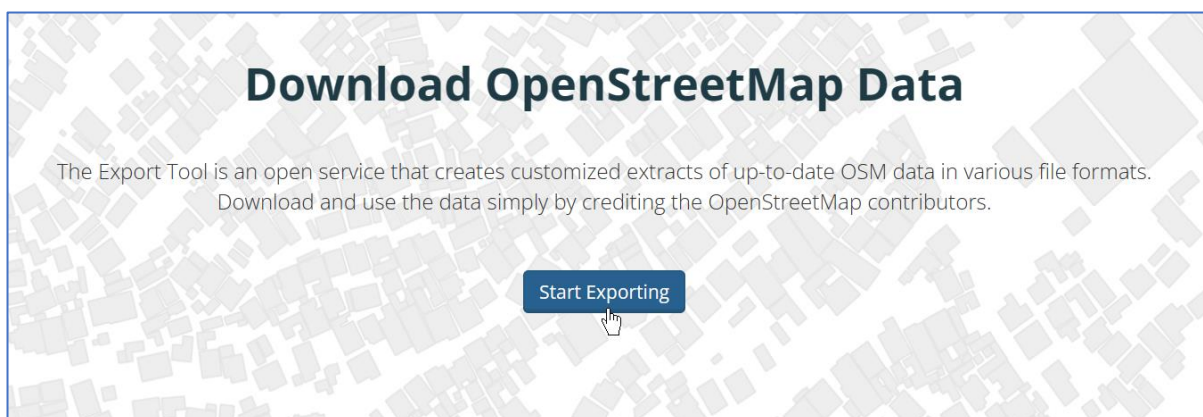 Download OpenStreetMap Data
The Export Tool is an open service that creates customized extracts of up-to-date OSM data in various file formats.
Download and use the data simply by crediting the OpenStreetMap contributors.
Start Exporting